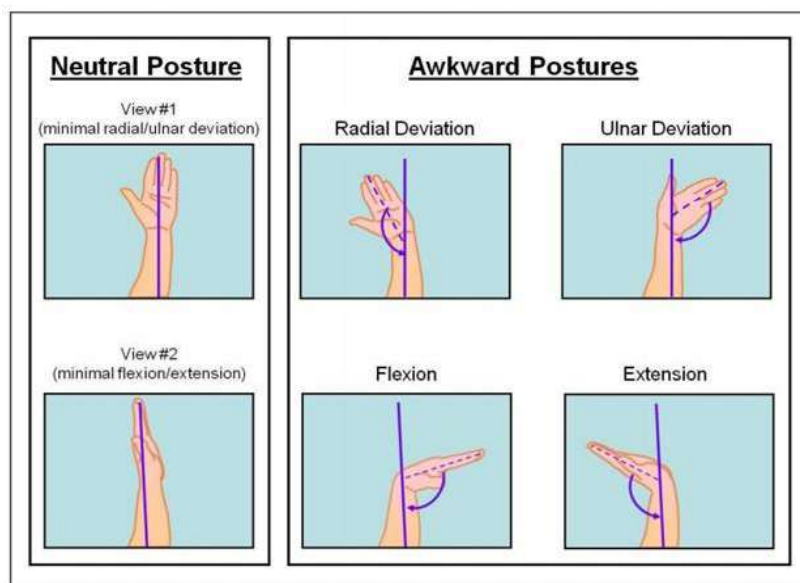 Neutral Posture
View #1
(minimal radial/ulnar deviation)
View #2
(minimal flexion/extension)
Awkward Postures
Radial Deviation
Ulnar Deviation
Flexion
Extension